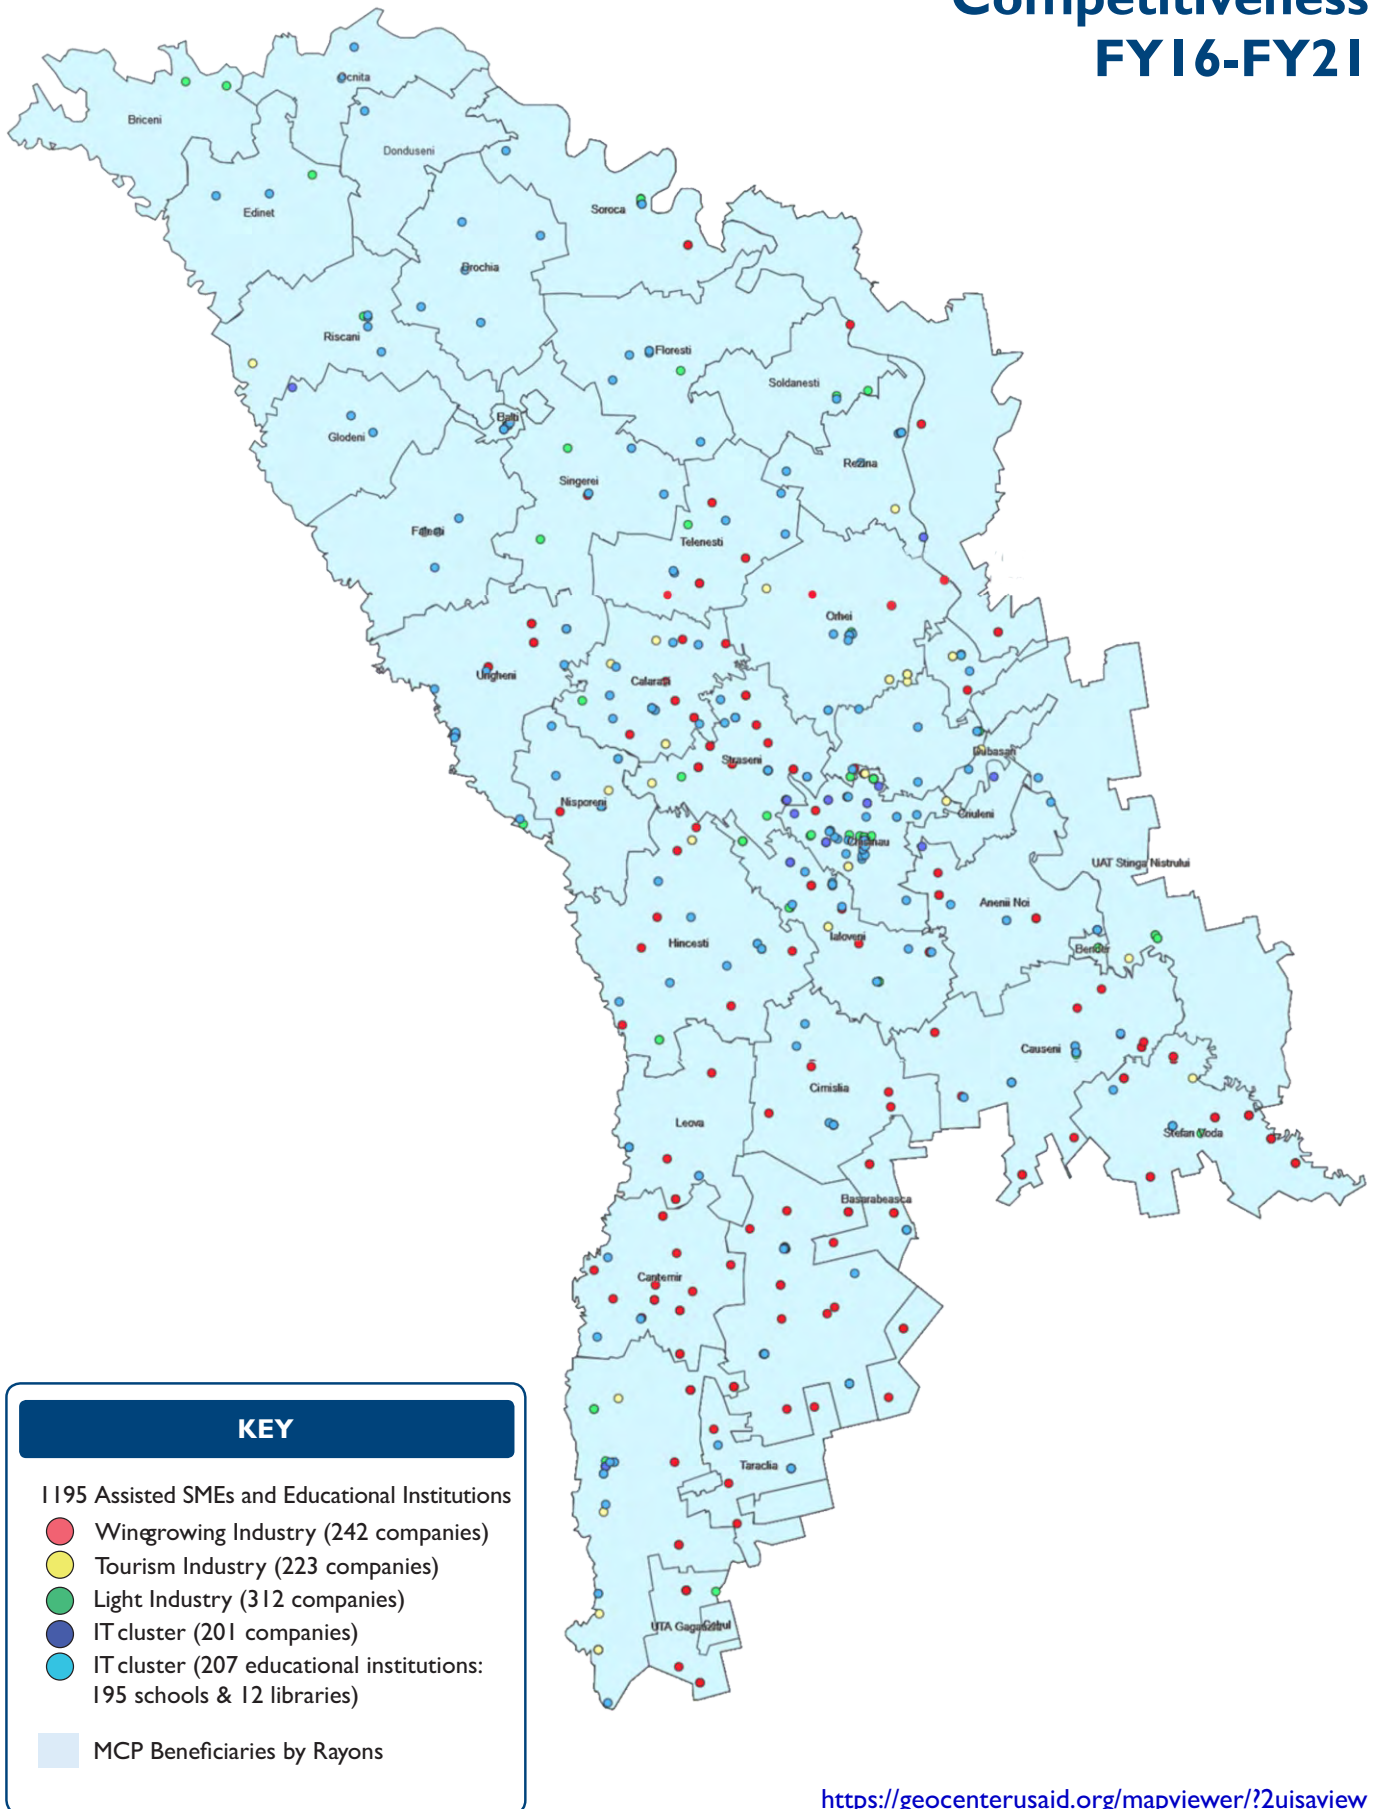 Competitiveness
FY16-FY21
Ocnita
Briceni
Donduseni
Edinet
Soroca
Drochia
Riscani
Floresti
Soldanesti
Balti
Glodeni
Rezina
Singerei
Falesti
Telenesti
Orhei
Ungheni
Calarasi
Straseni
Dubasari
Nisporeni
Criuleni
Chisinau
UAT Stinga Nistrului
Anenii Noi
Ialoveni
Hincesti
Bender
Causeni
Cimislia
Leova
Stefan Voda
Basarabeasca
Cantemir
Taraclia
UTA Gagauzia
Cahul
KEY
1195 Assisted SMEs and Educational Institutions
Winegrowing Industry (242 companies)
Tourism Industry (223 companies)
Light Industry (312 companies)
IT cluster (201 companies)
IT cluster (207 educational institutions:
195 schools & 12 libraries)
MCP Beneficiaries by Rayons
https://geocenterusaid.org/mapviewer/?2uisaview